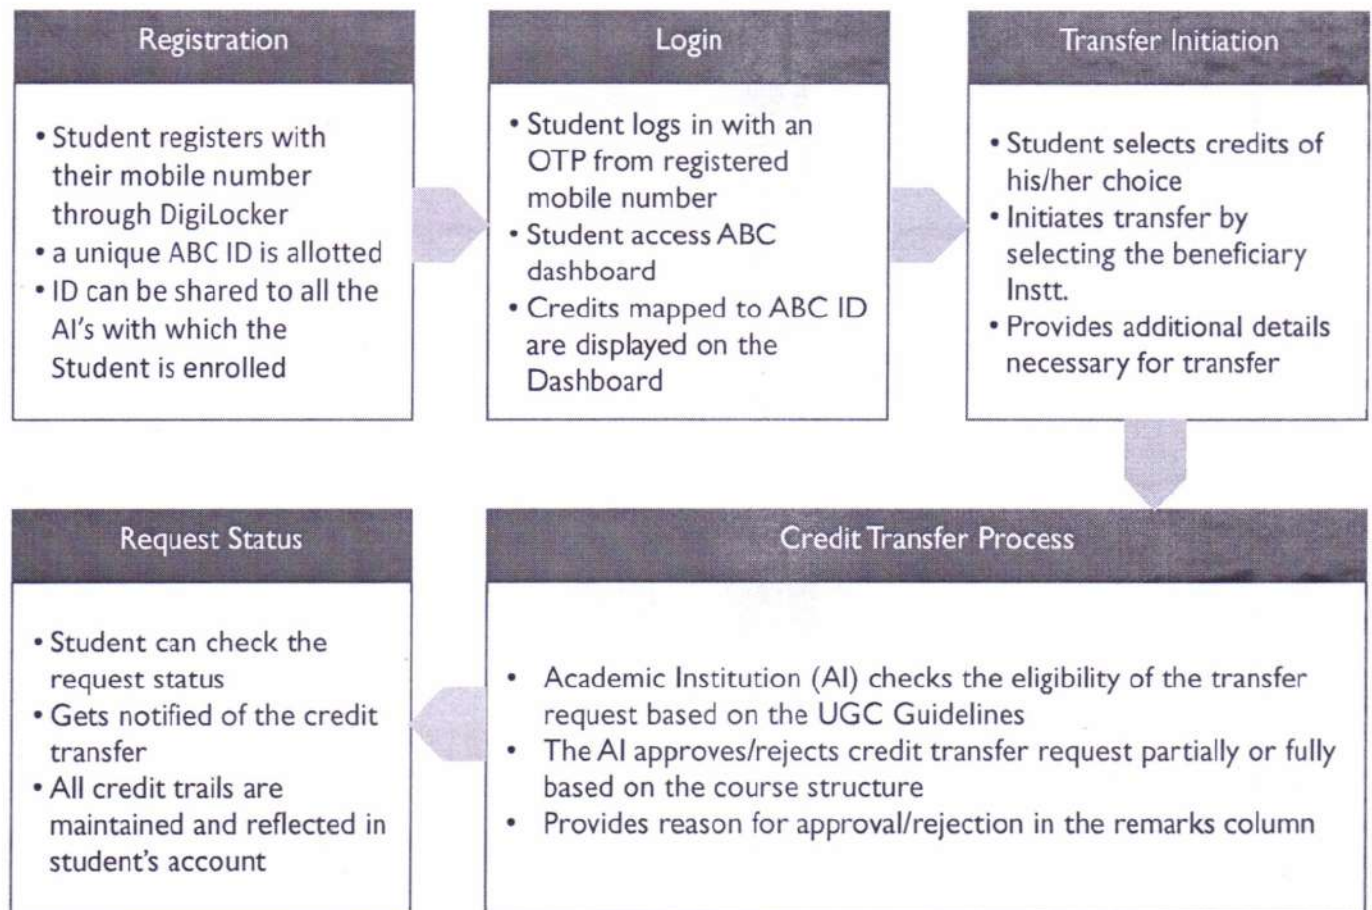 Registration
• Student registers with
their mobile number
through DigiLocker
• a unique ABC ID is allotted
• ID can be shared to all the
AI's with which the
Student is enrolled
Login
• Student logs in with an
OTP from registered
mobile number
• Student access ABC
dashboard
• Credits mapped to ABC ID
are displayed on the
Dashboard
Transfer Initiation
• Student selects credits of
his/her choice
• Initiates transfer by
selecting the beneficiary
Instt.
• Provides additional details
necessary for transfer
Credit Transfer Process
• Academic Institution (AI) checks the eligibility of the transfer
request based on the UGC Guidelines
• The AI approves/rejects credit transfer request partially or fully
based on the course structure
• Provides reason for approval/rejection in the remarks column
Request Status
• Student can check the
request status
• Gets notified of the credit
transfer
• All credit trails are
maintained and reflected in
student's account